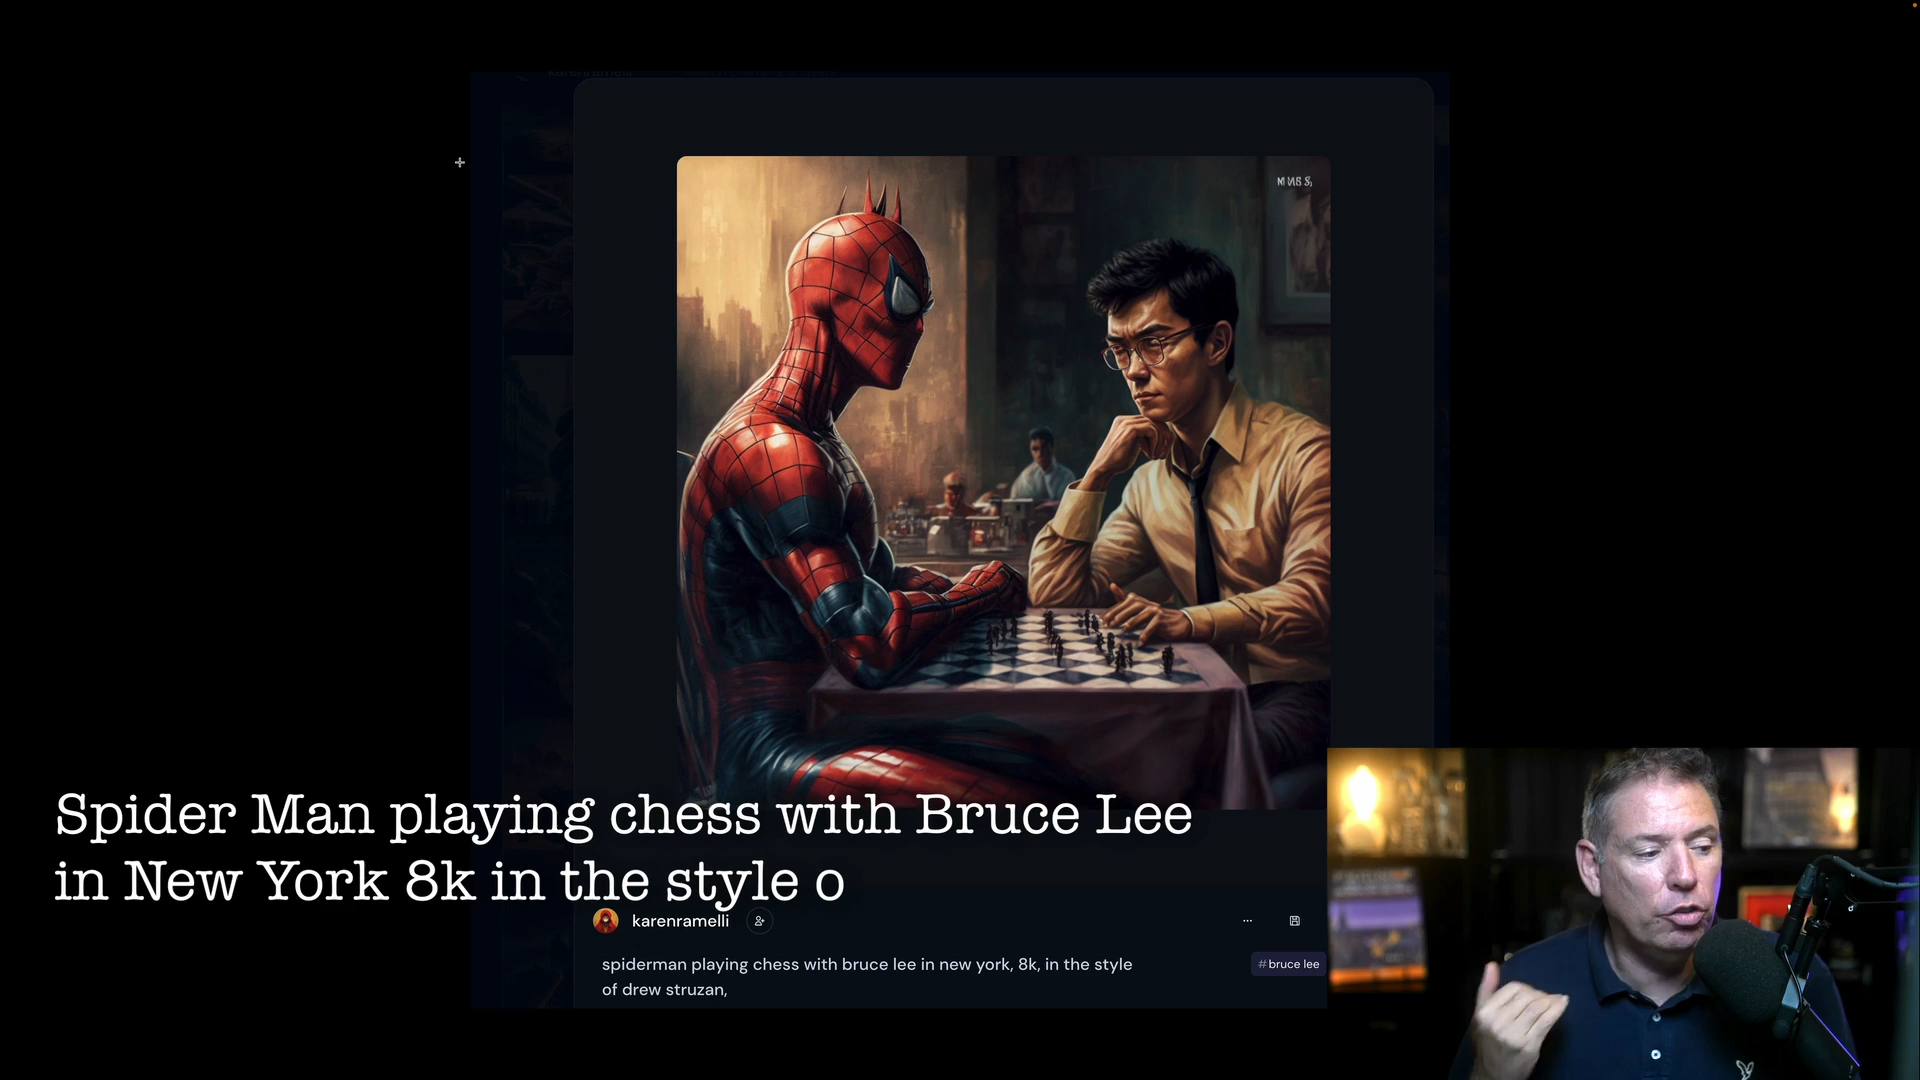 Spider Man playing chess with Bruce Lee
in New York 8k in the style o
karenramelli
spiderman playing chess with bruce lee in new york, 8k, in the style
of drew struzan,
#bruce lee